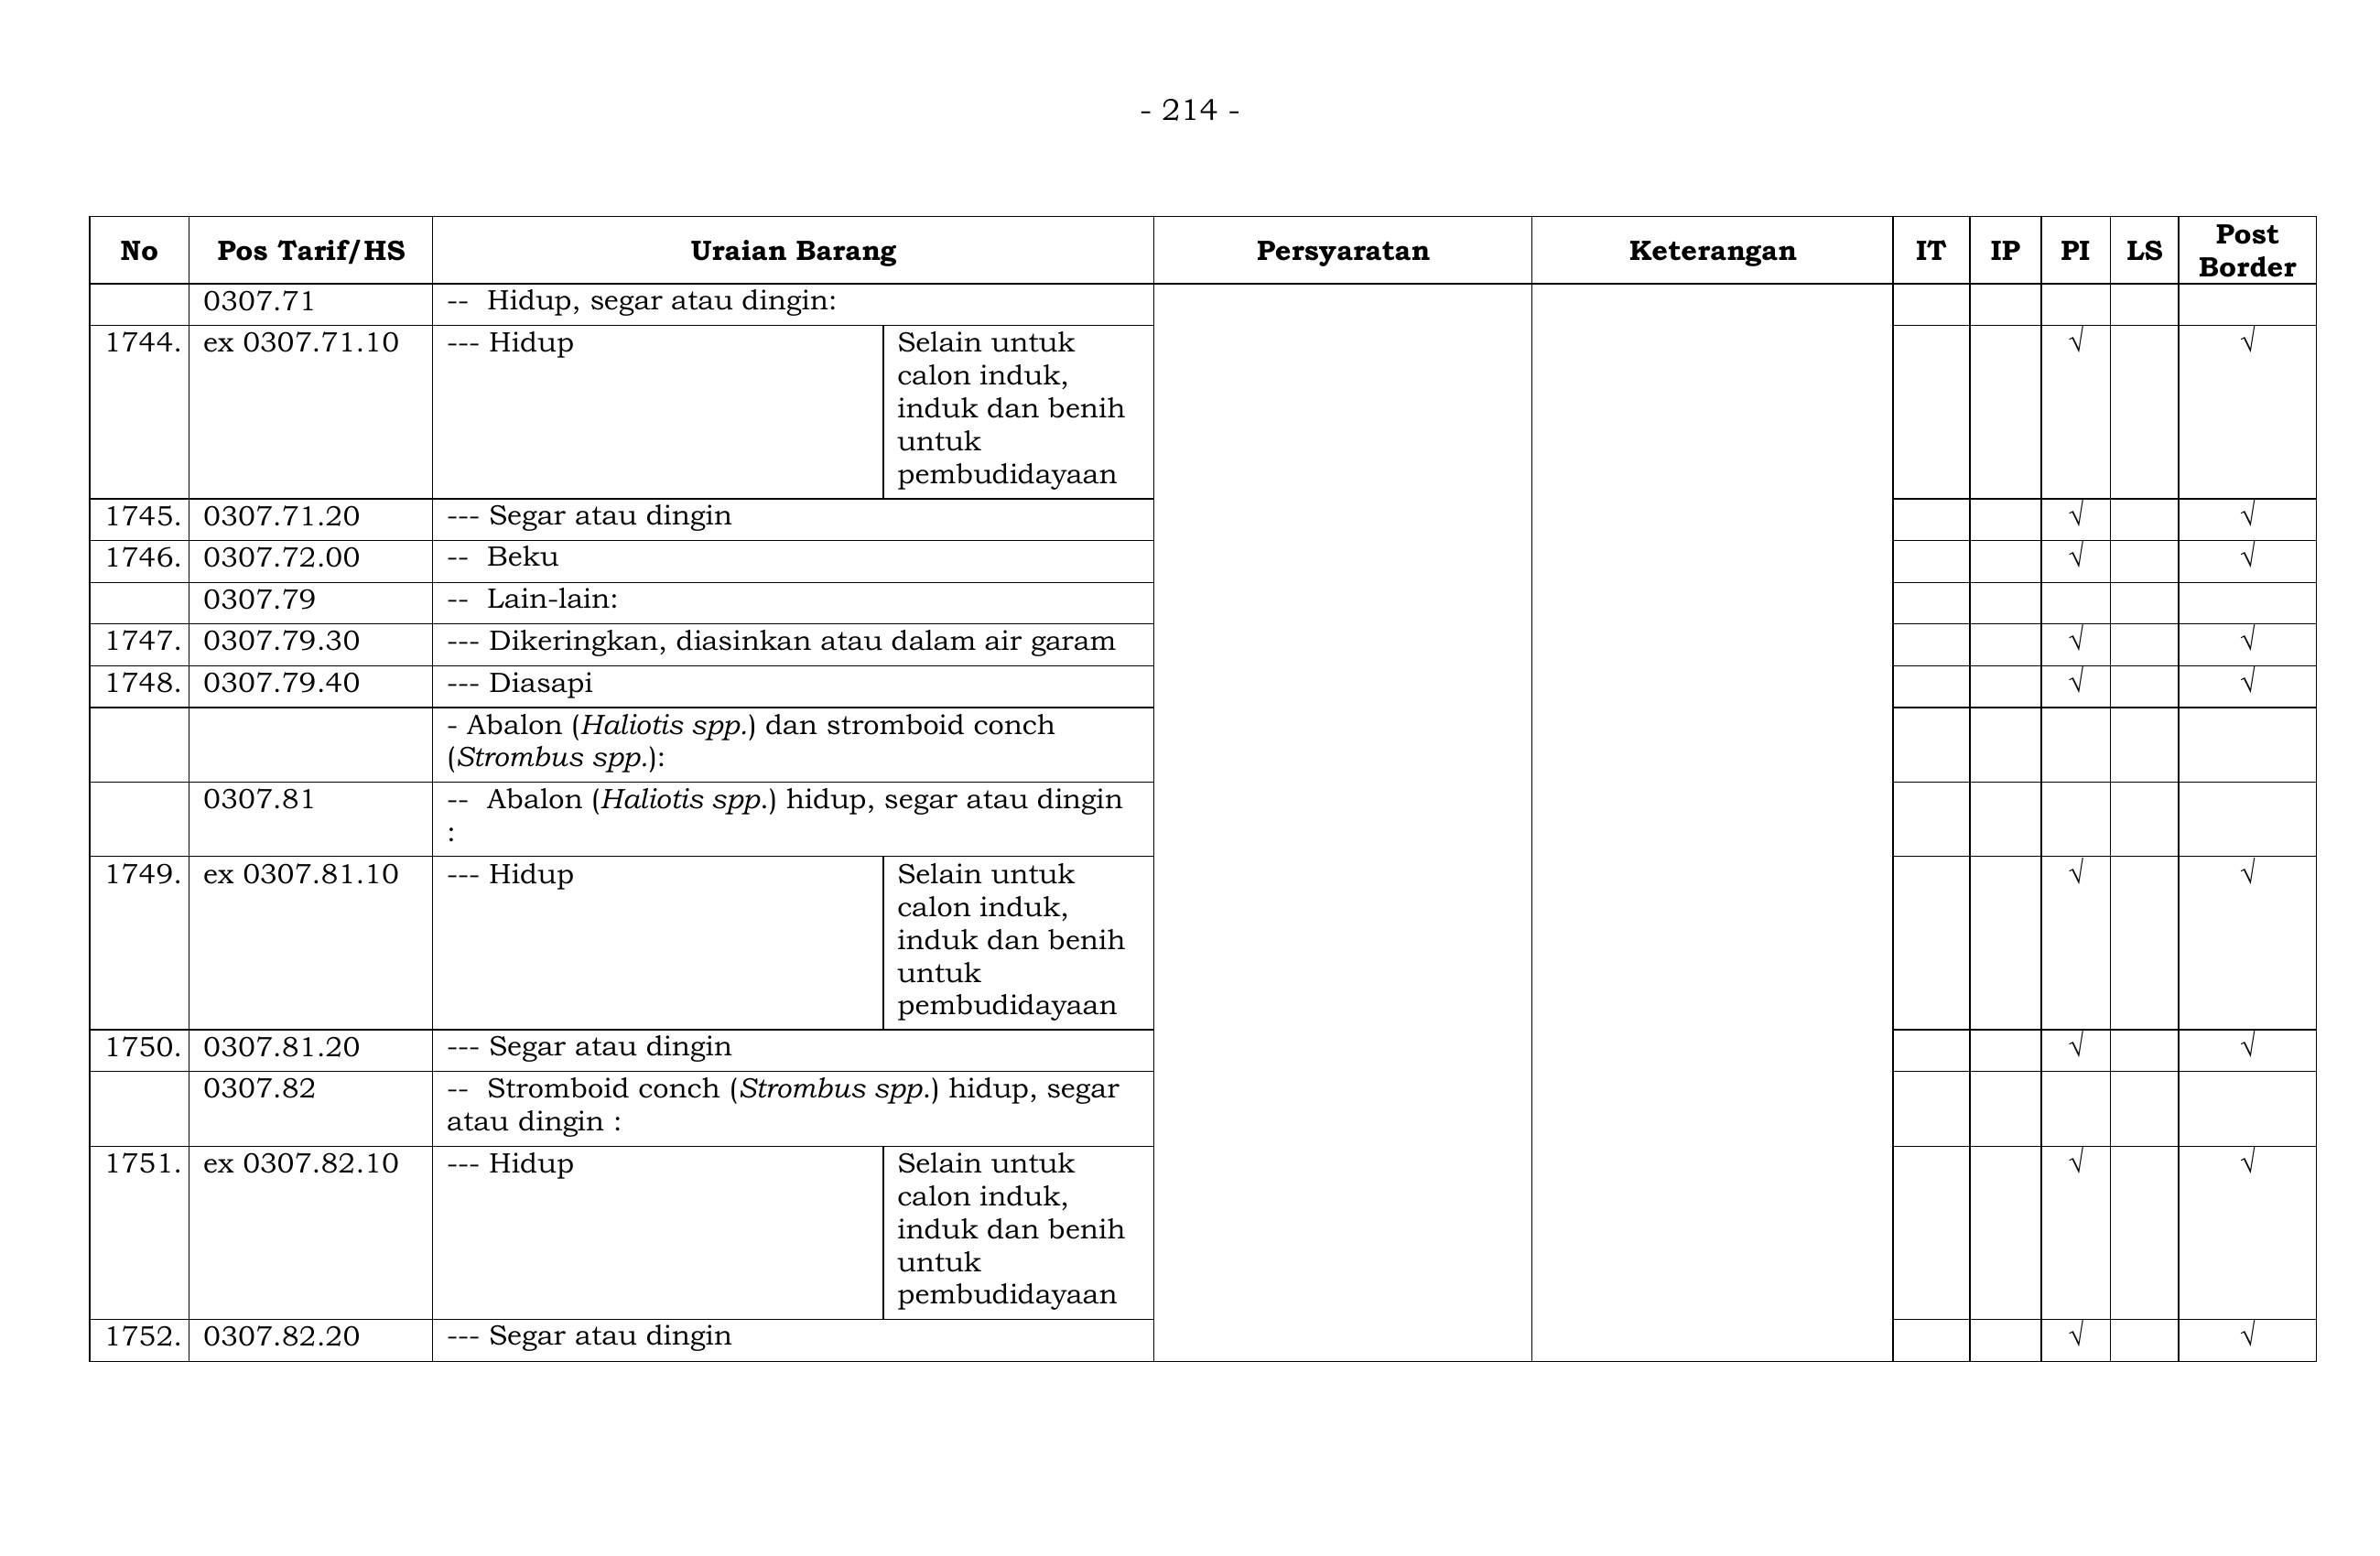 - 214 -
No Pos Tarif/HS Uraian Barang Persyaratan Keterangan IT IP PI LS Post Border
0307.71 -- Hidup, segar atau dingin:
1744. ex 0307.71.10 --- Hidup Selain untuk √ √
calon induk,
induk dan benih
untuk
pembudidayaan
1745. 0307.71.20 --- Segar atau dingin √ √
1746. 0307.72.00 -- Beku √ √
0307.79 -- Lain-lain:
1747. 0307.79.30 --- Dikeringkan, diasinkan atau dalam air garam √ √
1748. 0307.79.40 --- Diasapi √ √
- Abalon (Haliotis spp.) dan stromboid conch
(Strombus spp.):
0307.81 -- Abalon (Haliotis spp.) hidup, segar atau dingin
:
1749. ex 0307.81.10 --- Hidup Selain untuk √ √
calon induk,
induk dan benih
untuk
pembudidayaan
1750. 0307.81.20 --- Segar atau dingin √ √
0307.82 -- Stromboid conch (Strombus spp.) hidup, segar
atau dingin :
1751. ex 0307.82.10 --- Hidup Selain untuk √ √
calon induk,
induk dan benih
untuk
pembudidayaan
1752. 0307.82.20 --- Segar atau dingin √ √